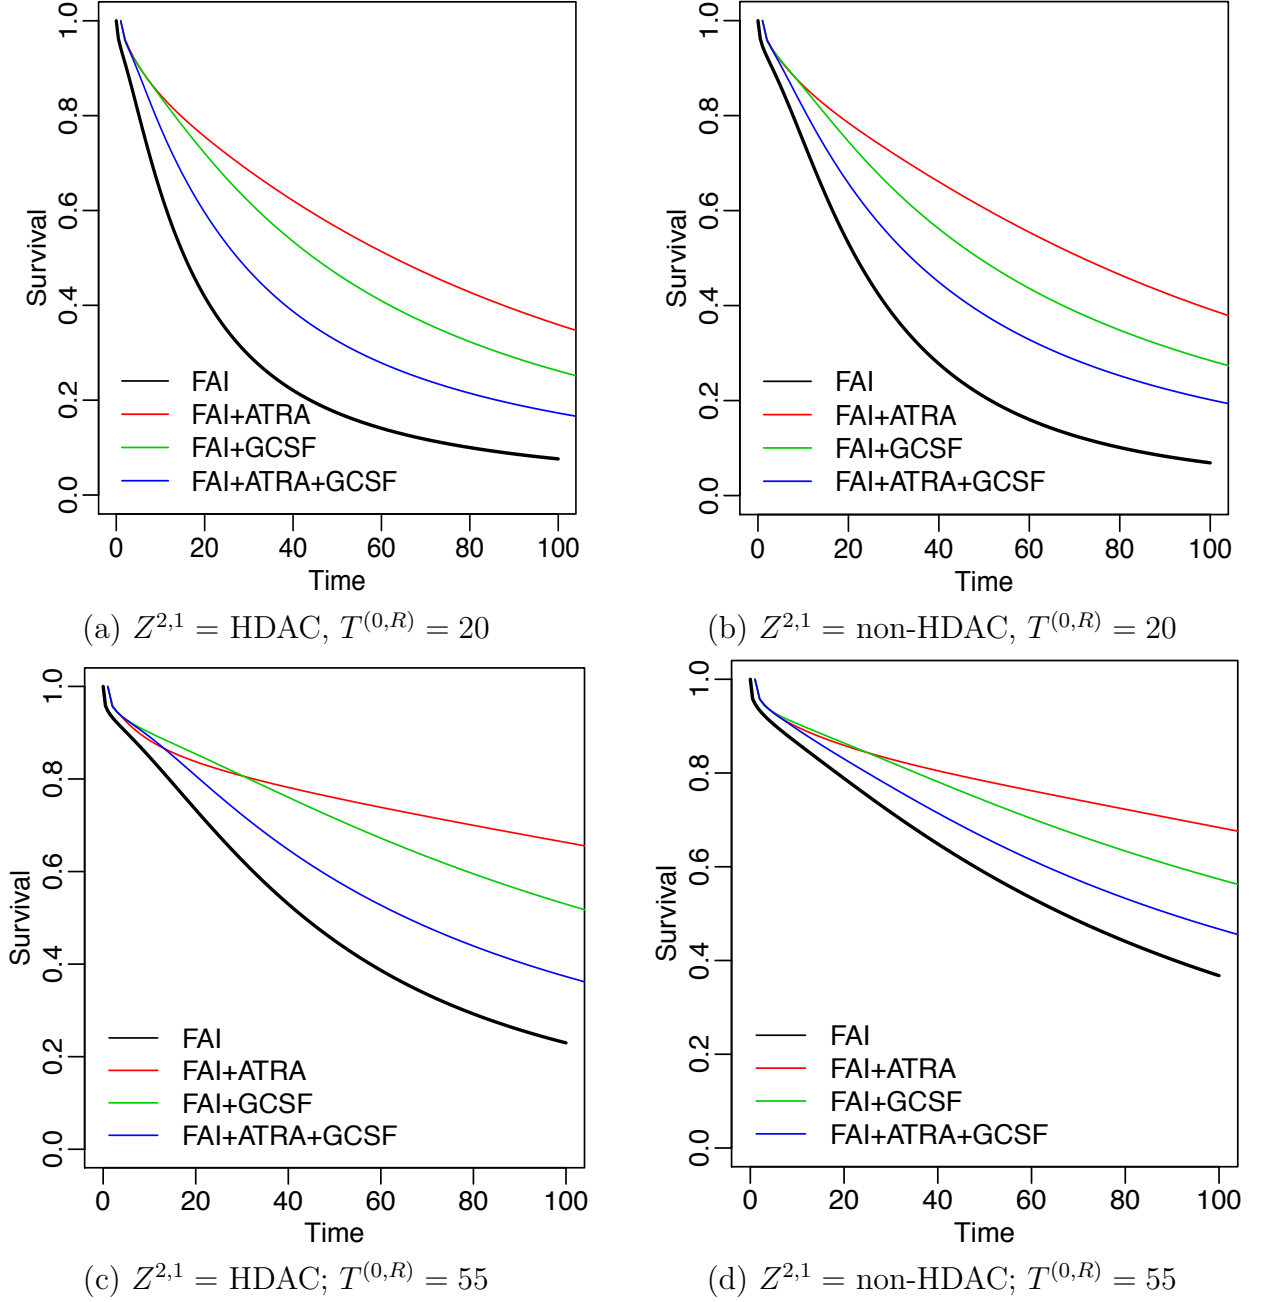 Survival
1.0
0.8
0.6
0.4
0.2
0.0
FAI
FAI+ATRA
FAI+GCSF
FAI+ATRA+GCSF
0 20 40 60 80 100
Time
(a) Z^{2,1} = HDAC, T^{(0,R)} = 20
Survival
1.0
0.8
0.6
0.4
0.2
0.0
FAI
FAI+ATRA
FAI+GCSF
FAI+ATRA+GCSF
0 20 40 60 80 100
Time
(b) Z^{2,1} = non-HDAC, T^{(0,R)} = 20
Survival
1.0
0.8
0.6
0.4
0.2
0.0
FAI
FAI+ATRA
FAI+GCSF
FAI+ATRA+GCSF
0 20 40 60 80 100
Time
(c) Z^{2,1} = HDAC; T^{(0,R)} = 55
Survival
1.0
0.8
0.6
0.4
0.2
0.0
FAI
FAI+ATRA
FAI+GCSF
FAI+ATRA+GCSF
0 20 40 60 80 100
Time
(d) Z^{2,1} = non-HDAC; T^{(0,R)} = 55